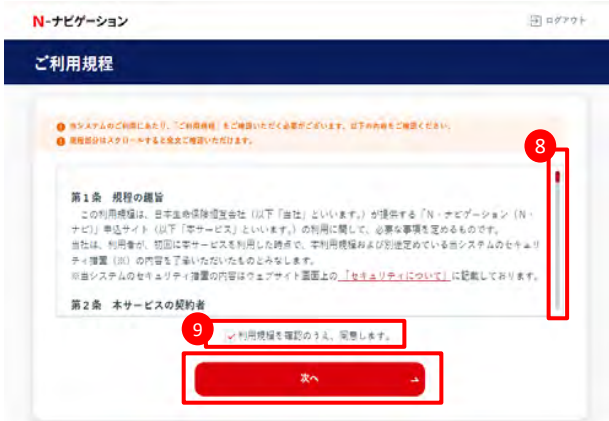 N-ナビゲーション
ログアウト
ご利用規程
当システムのご利用にあたり、「ご利用規程」をご確認いただく必要がございます。以下の内容をご確認ください。
規程部分はスクロールすると全文ご確認いただけます。
8
第1条 規程の趣旨
この利用規程は、日本生命保険相互会社（以下「当社」といいます。）が提供する「N‐ナビゲーション（N‐
ナビ）」申込サイト（以下「本サービス」といいます。）の利用に関して、必要な事項を定めるものです。
当社は、利用者が、初回に本サービスを利用した時点で、本利用規程および別途定めている当システムのセキュリ
ティ措置（※）の内容を了承いただいたものとみなします。
※当システムのセキュリティ措置の内容はウェブサイト画面上の「セキュリティについて」に記載しております。
第2条 本サービスの契約者
9
利用規程を確認のうえ、同意します。
次へ